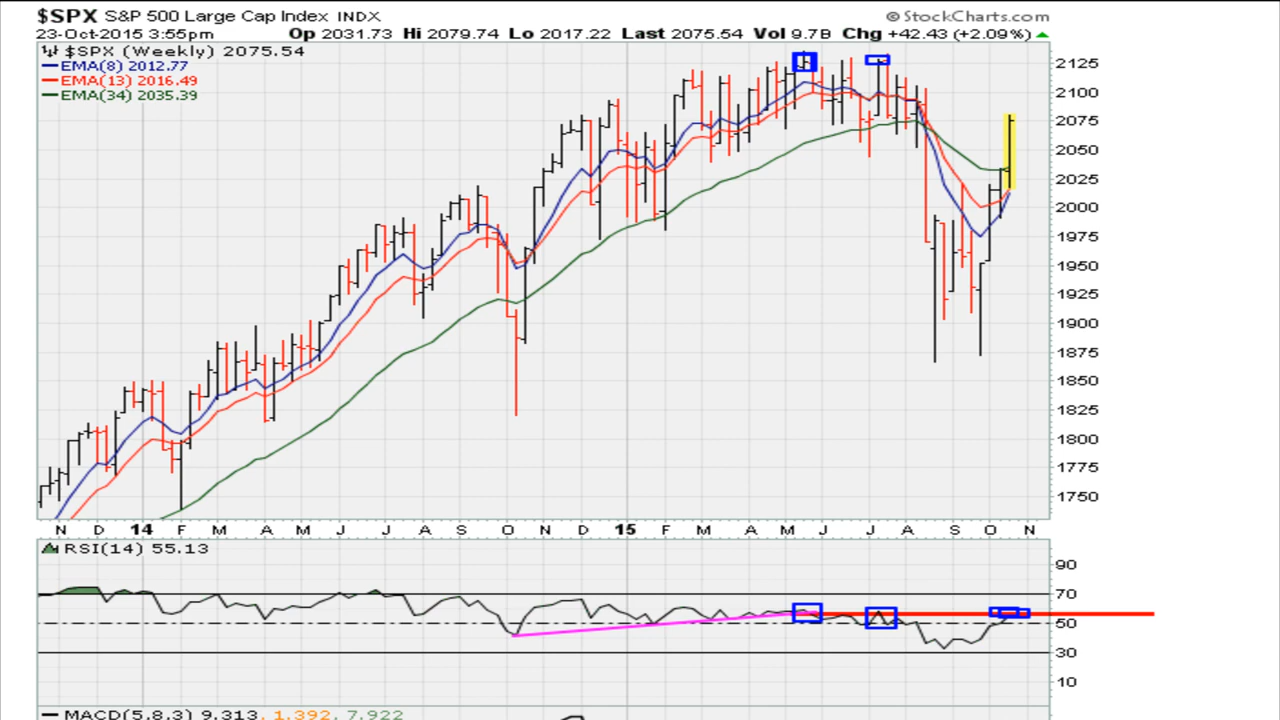 $SPX S&P 500 Large Cap Index INDX © StockCharts.com
23-Oct-2015 3:55pm Op 2031.73 Hi 2079.74 Lo 2017.22 Last 2075.54 Vol 9.7B Chg +42.43 (+2.09%)
$SPX (Weekly) 2075.54
EMA(8) 2012.77
EMA(13) 2016.49
EMA(34) 2035.39
2125
2100
2075
2050
2025
2000
1975
1950
1925
1900
1875
1850
1825
1800
1775
1750
N D 14 F M A M J J A S O N D 15 F M A M J J A S O N
RSI(14) 55.13
90
70
50
30
10
MACD(5,8,3) 9.313, 1.392, 7.922